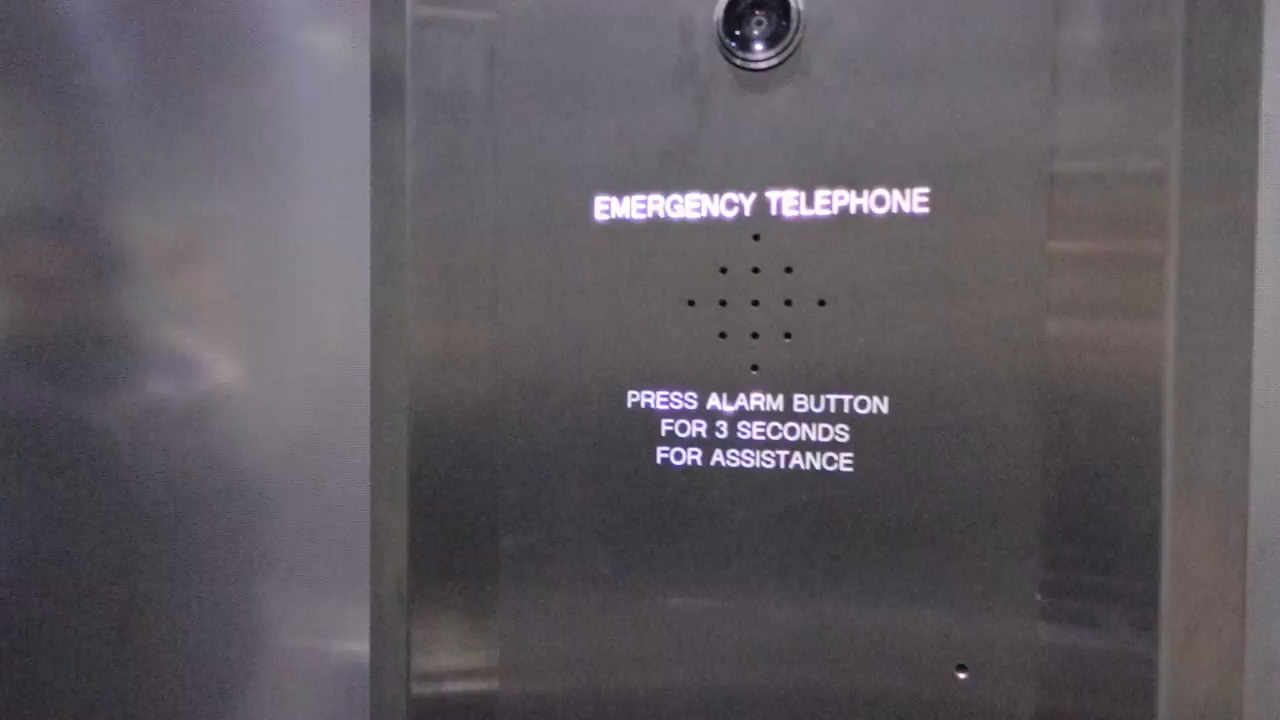 EMERGENCY TELEPHONE
PRESS ALARM BUTTON
FOR 3 SECONDS
FOR ASSISTANCE